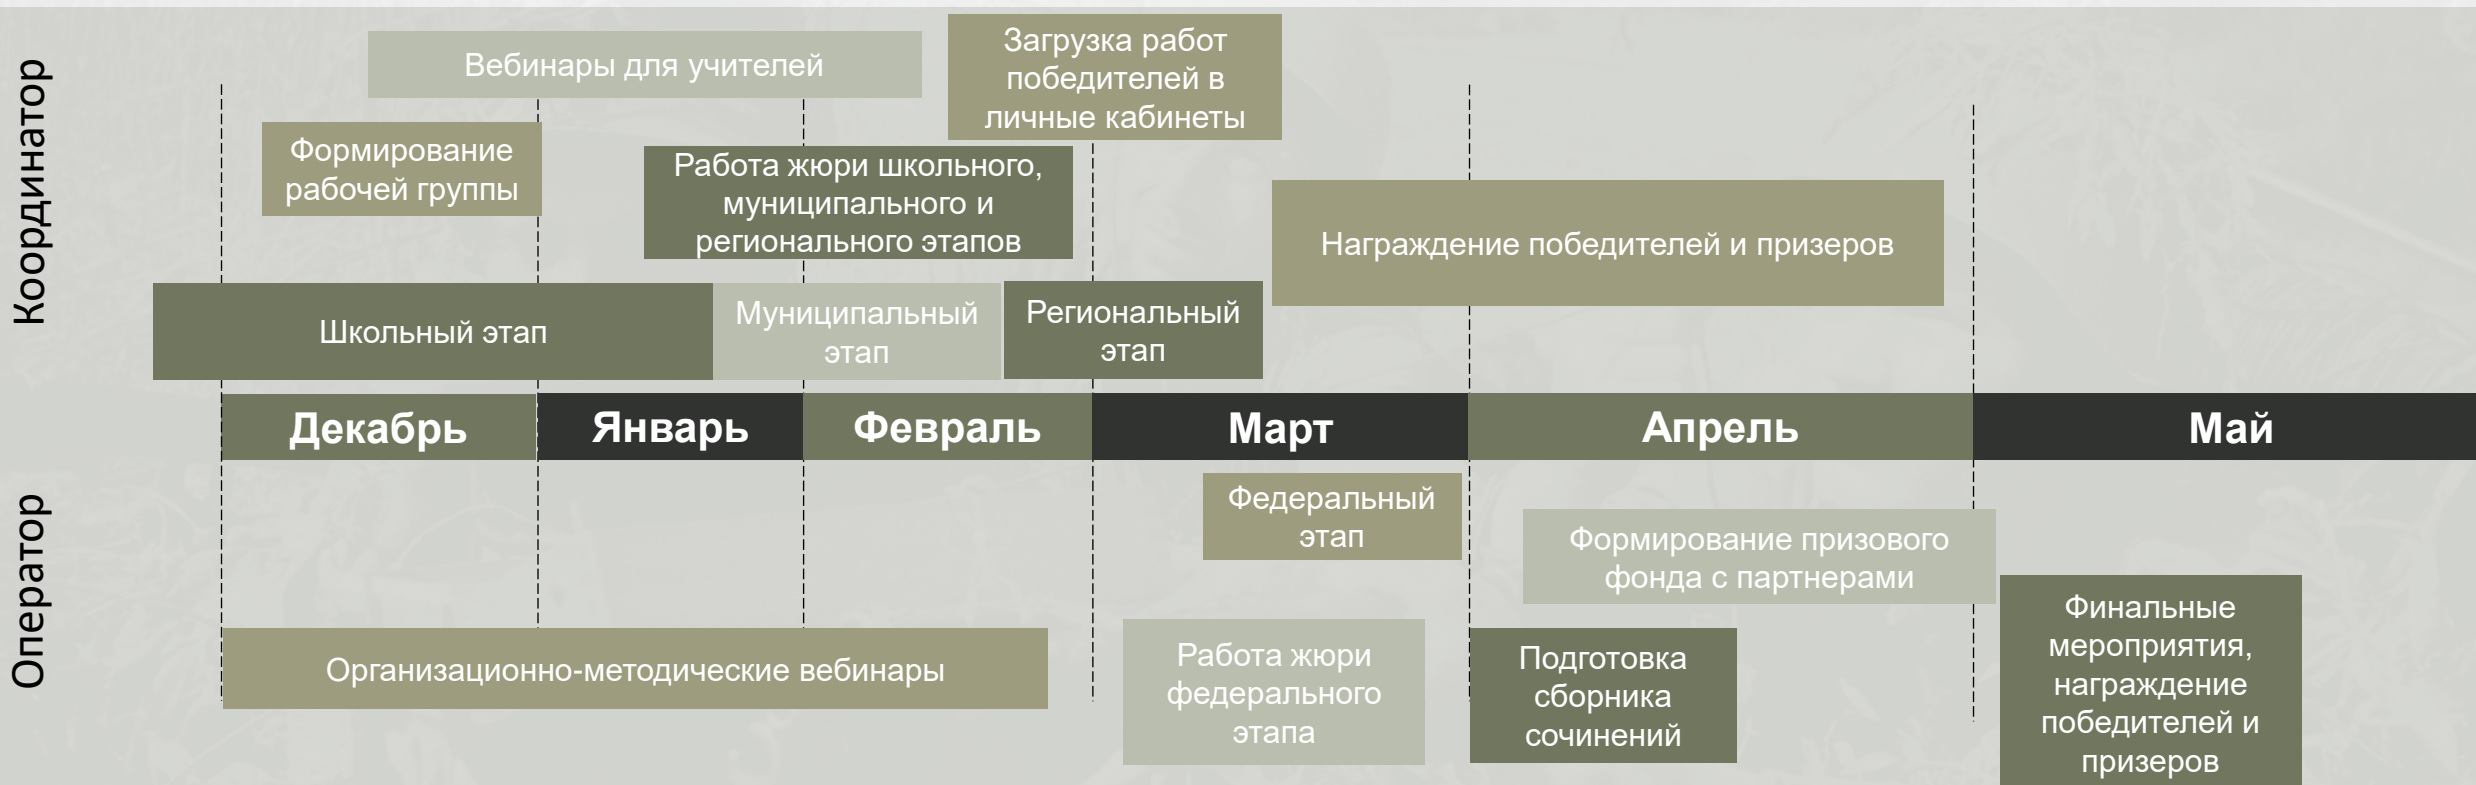 Координатор
Вебинары для учителей
Загрузка работ
победителей в
личные кабинеты
Формирование
рабочей группы
Работа жюри школьного,
муниципального и
регионального этапов
Награждение победителей и призеров
Школьный этап
Муниципальный
этап
Региональный
этап
Декабрь
Январь
Февраль
Март
Апрель
Май
Оператор
Федеральный
этап
Формирование призового
фонда с партнерами
Организационно-методические вебинары
Работа жюри
федерального
этапа
Подготовка
сборника
сочинений
Финальные
мероприятия,
награждение
победителей и
призеров